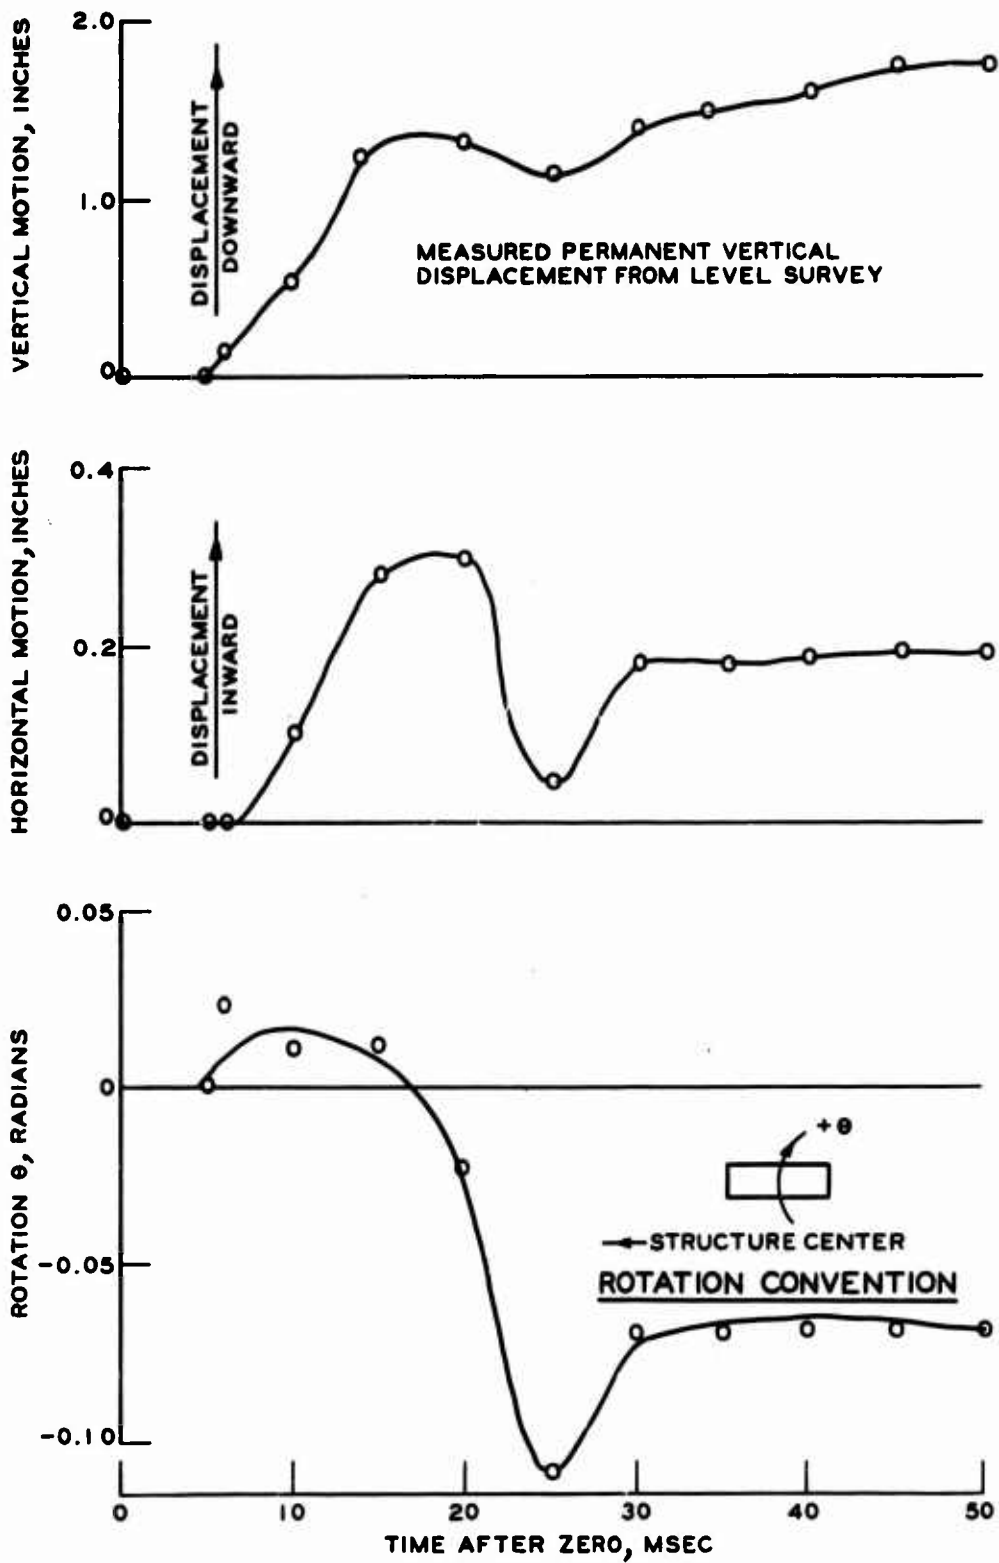 VERTICAL MOTION, INCHES
2.0
1.0
0
DISPLACEMENT
DOWNWARD
MEASURED PERMANENT VERTICAL
DISPLACEMENT FROM LEVEL SURVEY
HORIZONTAL MOTION, INCHES
0.4
0.2
0
DISPLACEMENT
INWARD
ROTATION θ, RADIANS
0.05
0
-0.05
-0.10
+ θ
STRUCTURE CENTER
ROTATION CONVENTION
0 10 20 30 40 50
TIME AFTER ZERO, MSEC